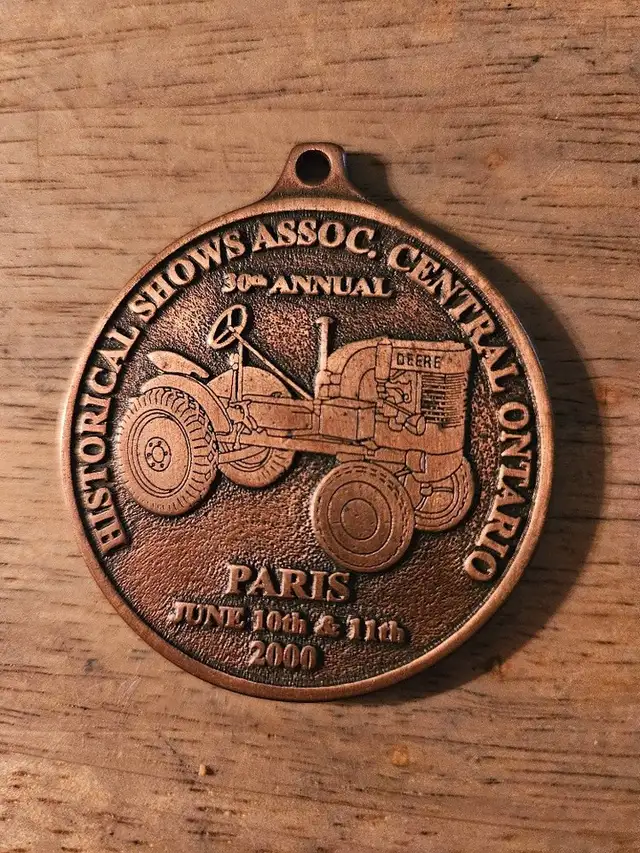 HISTORICAL SHOWS ASSOC. CENTRAL ONTARIO
30th ANNUAL
DEERE
PARIS
JUNE 10th & 11th
2000